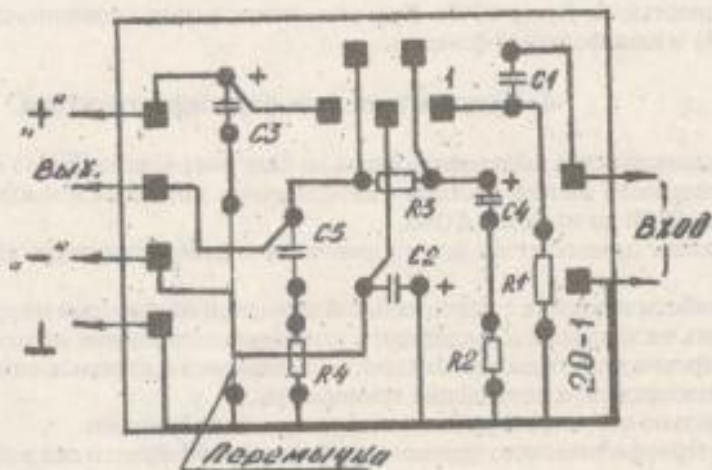 +
1
C1
„+“
C3
Вых.
R3
+
C4
Вход
C5
„-“
C2
+
R1
R4
R2
20-1
Перемычка